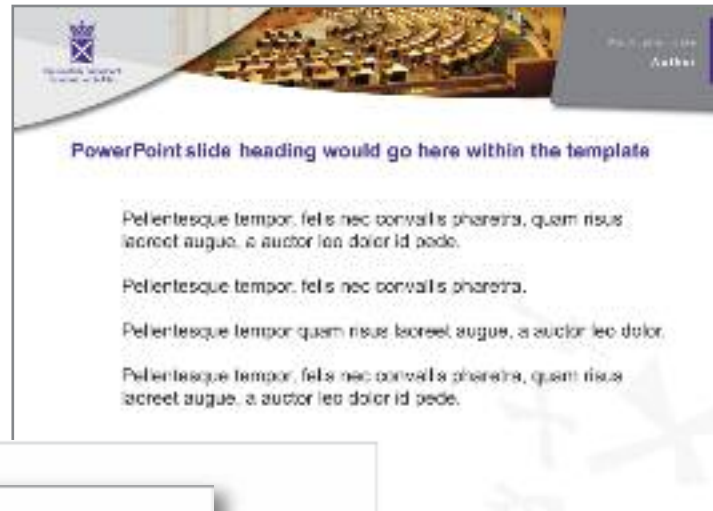 Author
PowerPoint slide heading would go here within the template
Pellentesque tempor, felis nec convallis pharetra, quam risus
laoreet augue, a auctor leo dolor id pede.
Pellentesque tempor, felis nec convallis pharetra.
Pellentesque tempor quam risus laoreet augue, a auctor leo dolor.
Pellentesque tempor, felis nec convallis pharetra, quam risus
laoreet augue, a auctor leo dolor id pede.